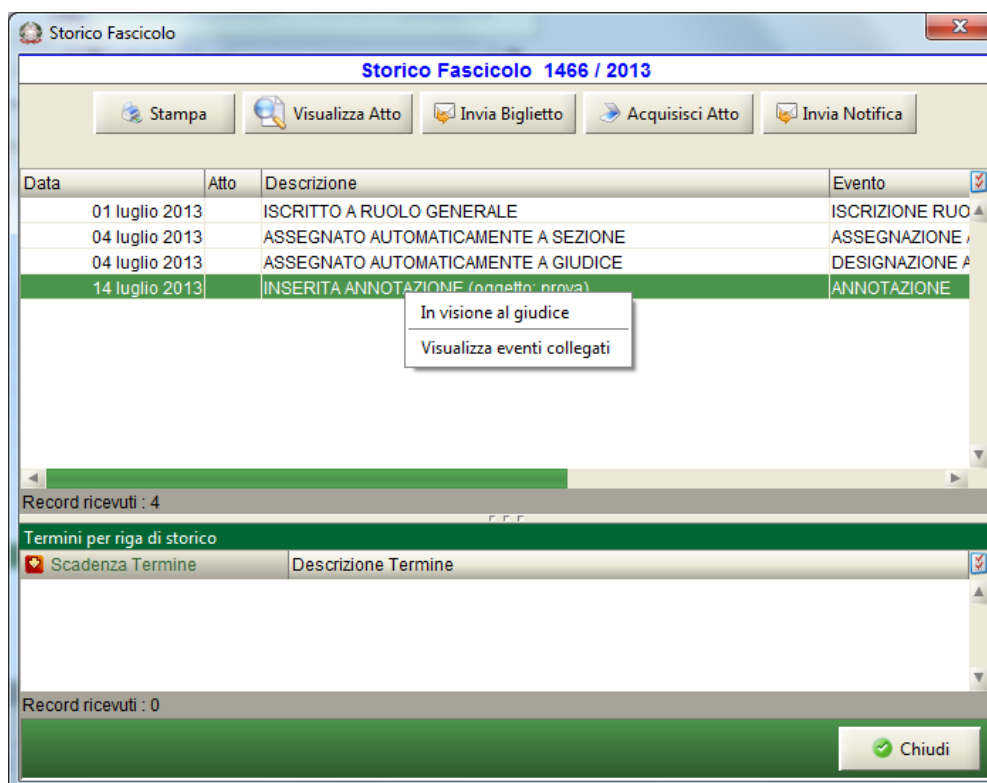 Storico Fascicolo
Storico Fascicolo 1466 / 2013
Stampa Visualizza Atto Invia Biglietto Acquisisci Atto Invia Notifica
Data Atto Descrizione Evento
01 luglio 2013 ISCRITTO A RUOLO GENERALE ISCRIZIONE RUO
04 luglio 2013 ASSEGNATO AUTOMATICAMENTE A SEZIONE ASSEGNAZIONE A
04 luglio 2013 ASSEGNATO AUTOMATICAMENTE A GIUDICE DESIGNAZIONE A
14 luglio 2013 INSERITA ANNOTAZIONE (oggetto: prova) ANNOTAZIONE
In visione al giudice
Visualizza eventi collegati
Record ricevuti : 4
Termini per riga di storico
Scadenza Termine Descrizione Termine
Record ricevuti : 0
Chiudi